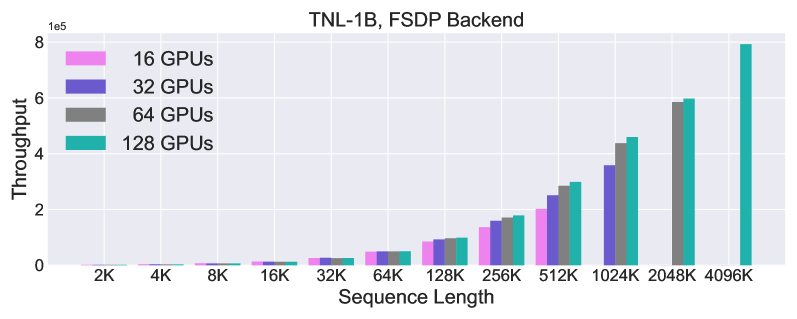 TNL-1B, FSDP Backend
1e5
8
6
4
2
0
Throughput
16 GPUs
32 GPUs
64 GPUs
128 GPUs
2K 4K 8K 16K 32K 64K 128K 256K 512K 1024K 2048K 4096K
Sequence Length